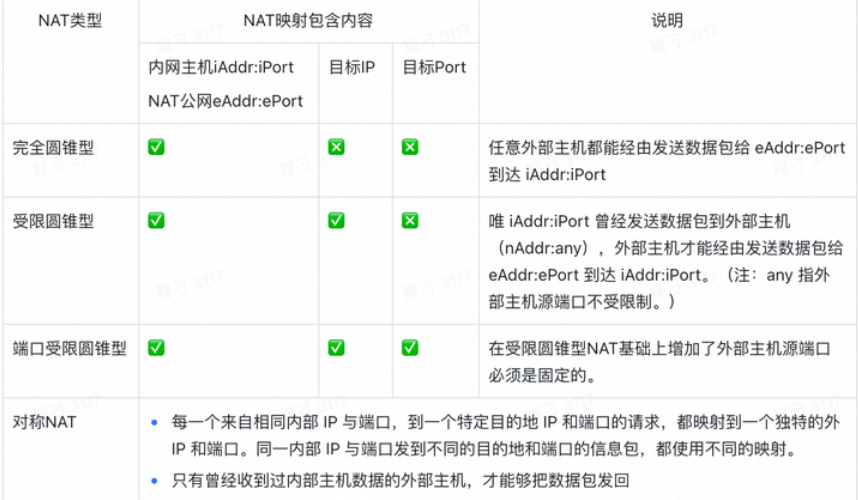 NAT类型
NAT映射包含内容
说明
内网主机iAddr:iPort
NAT公网eAddr:ePort
目标IP
目标Port
完全圆锥型
任意外部主机都能经由发送数据包给 eAddr:ePort
到达 iAddr:iPort
受限圆锥型
唯 iAddr:iPort 曾经发送数据包到外部主机
（nAddr:any），外部主机才能经由发送数据包给
eAddr:ePort 到达 iAddr:iPort。（注：any 指外
部主机源端口不受限制。）
端口受限圆锥型
在受限圆锥型NAT基础上增加了外部主机源端口
必须是固定的。
对称NAT
每一个来自相同内部 IP 与端口，到一个特定目的地 IP 和端口的请求，都映射到一个独特的外
IP 和端口。同一内部 IP 与端口发到不同的目的地和端口的信息包，都使用不同的映射。
只有曾经收到过内部主机数据的外部主机，才能够把数据包发回